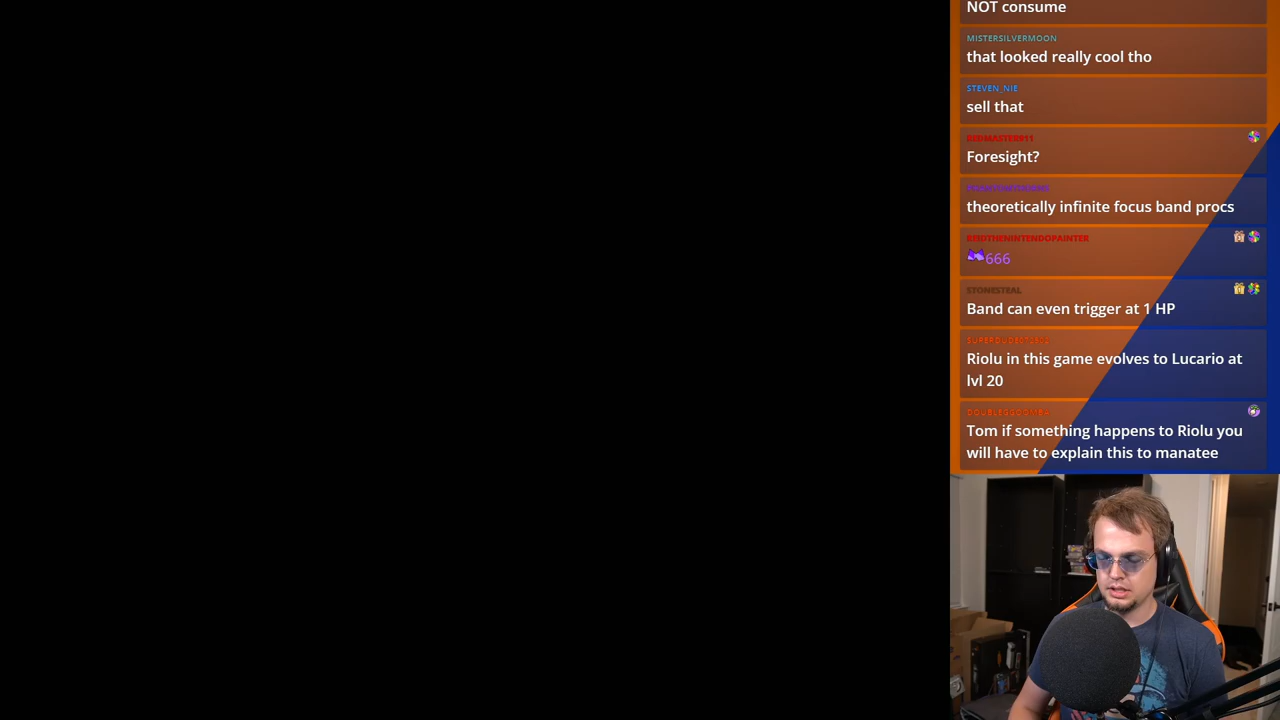 NOT consume
MISTERSILVERMOON
that looked really cool tho
STEVEN_NIE
sell that
Foresight?
theoretically infinite focus band procs
666
STONESTEAL
Band can even trigger at 1 HP
Riolu in this game evolves to Lucario at
lvl 20
Tom if something happens to Riolu you
will have to explain this to manatee